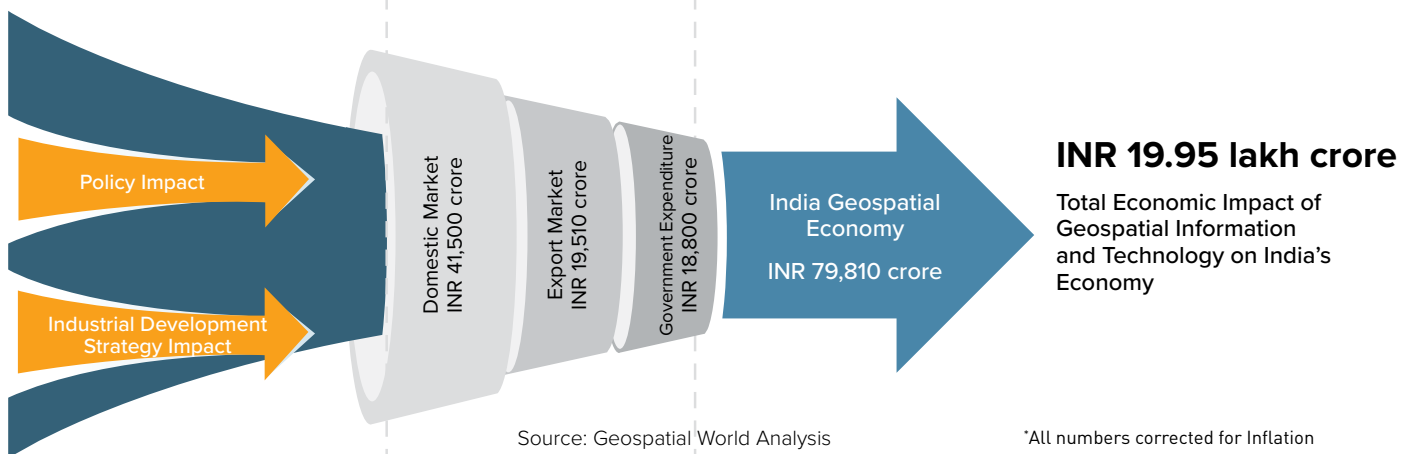 Policy Impact
Industrial Development
Strategy Impact
Domestic Market
INR 41,500 crore
Export Market
INR 19,510 crore
Government Expenditure
INR 18,800 crore
India Geospatial
Economy
INR 79,810 crore
INR 19.95 lakh crore
Total Economic Impact of
Geospatial Information
and Technology on India’s
Economy
Source: Geospatial World Analysis
*All numbers corrected for Inflation